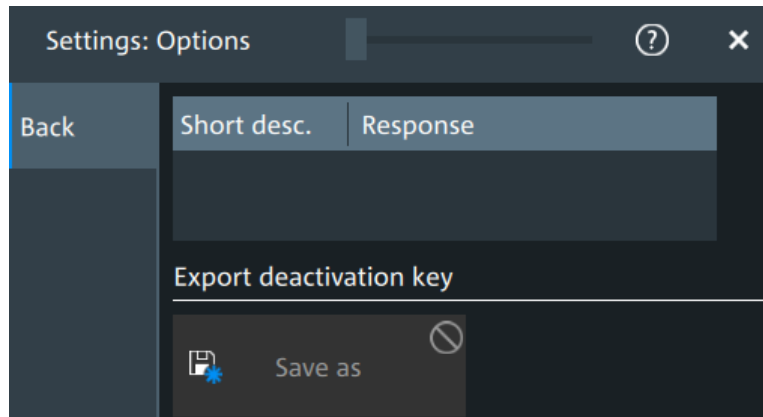 Settings: Options
Back
Short desc. Response
Export deactivation key
Save as